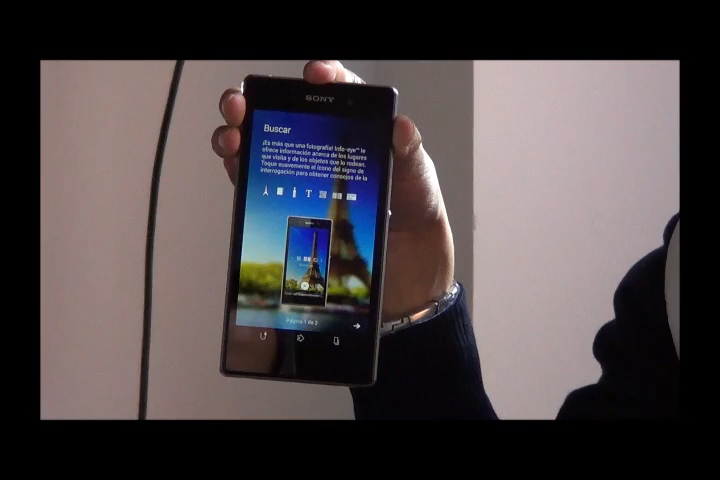 SONY
Buscar
¡Es más que una fotografía! Info-eye™ le
ofrece información acerca de los lugares
que visita y de los objetos que lo rodean.
Toque suavemente el ícono del signo de
interrogación para obtener consejos de la
T
Página 1 de 2